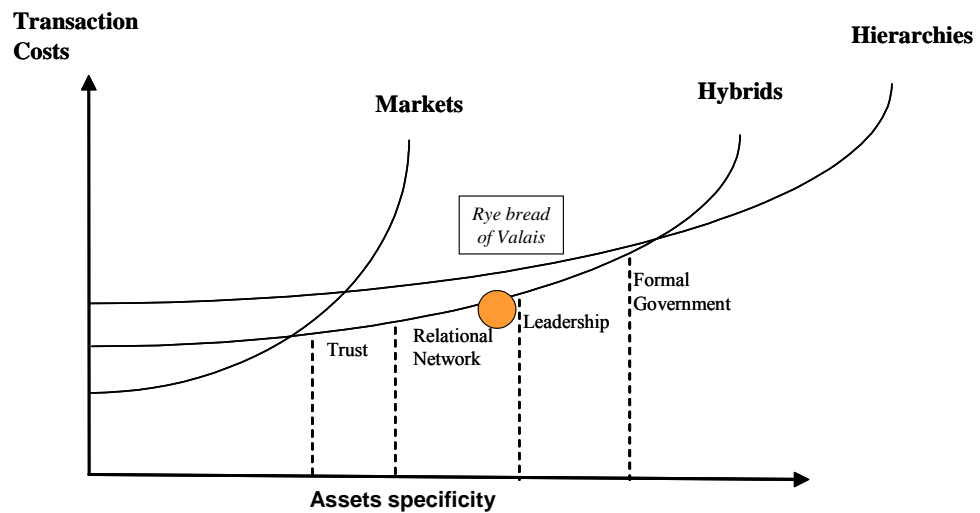 Transaction
Costs
Hierarchies
Markets
Hybrids
Rye bread
of Valais
Trust
Relational
Network
Leadership
Formal
Government
Assets specificity